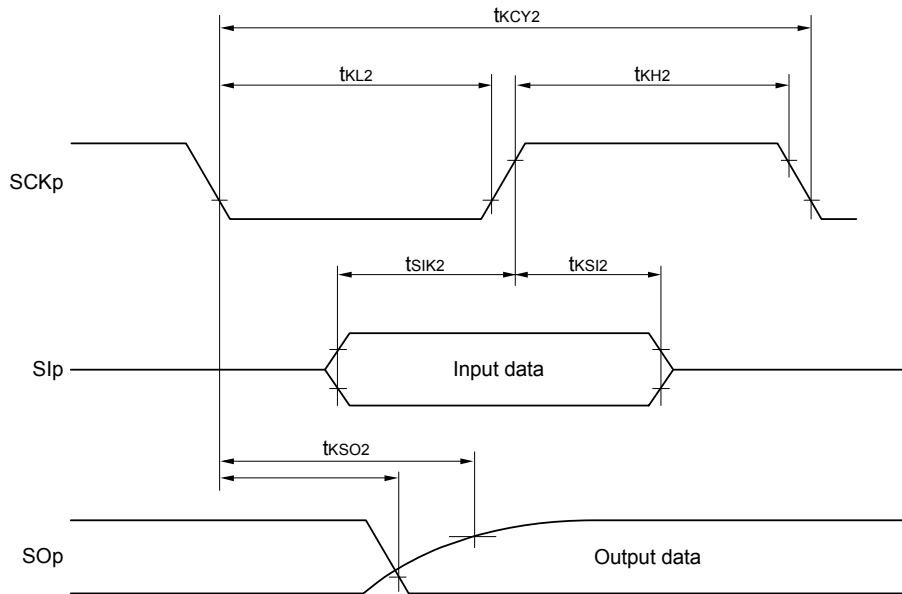 tKCY2
tKL2
tKH2
SCKp
tSIK2
tKSI2
SIp
Input data
tKSO2
SOp
Output data